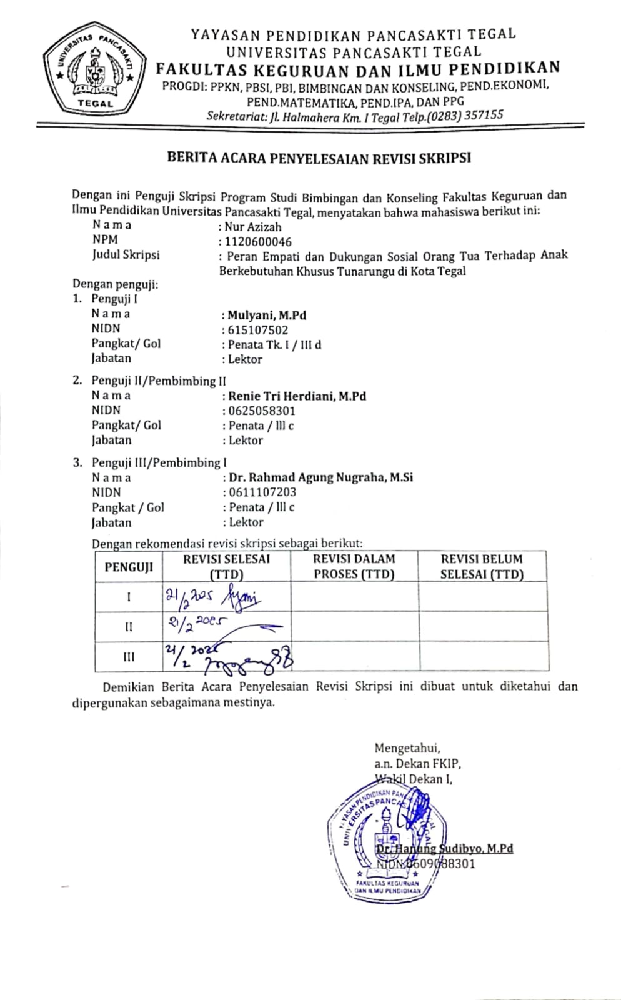 UNIVERSITAS PANCASAKTI
TEGAL
YAYASAN PENDIDIKAN PANCASAKTI TEGAL
UNIVERSITAS PANCASAKTI TEGAL
FAKULTAS KEGURUAN DAN ILMU PENDIDIKAN
PROGDI: PPKN, PBSI, PBI, BIMBINGAN DAN KONSELING, PEND.EKONOMI,
PEND.MATEMATIKA, PEND.IPA, DAN PPG
Sekretariat: Jl. Halmahera Km. I Tegal Telp.(0283) 357155
BERITA ACARA PENYELESAIAN REVISI SKRIPSI
Dengan ini Penguji Skripsi Program Studi Bimbingan dan Konseling Fakultas Keguruan dan
Ilmu Pendidikan Universitas Pancasakti Tegal, menyatakan bahwa mahasiswa berikut ini:
N a m a : Nur Azizah
NPM : 1120600046
Judul Skripsi : Peran Empati dan Dukungan Sosial Orang Tua Terhadap Anak
Berkebutuhan Khusus Tunarungu di Kota Tegal
Dengan penguji:
1. Penguji I
N a m a : Mulyani, M.Pd
NIDN : 615107502
Pangkat/ Gol : Penata Tk. I / III d
Jabatan : Lektor
2. Penguji II/Pembimbing II
N a m a : Renie Tri Herdiani, M.Pd
NIDN : 0625058301
Pangkat/ Gol : Penata / III c
Jabatan : Lektor
3. Penguji III/Pembimbing I
N a m a : Dr. Rahmad Agung Nugraha, M.Si
NIDN : 0611107203
Pangkat / Gol : Penata / III c
Jabatan : Lektor
Dengan rekomendasi revisi skripsi sebagai berikut:
PENGUJI REVISI SELESAI (TTD) REVISI DALAM PROSES (TTD) REVISI BELUM SELESAI (TTD)
I 21/2 2025
II 21/2 2025
III 21/2 2025
Demikian Berita Acara Penyelesaian Revisi Skripsi ini dibuat untuk diketahui dan
dipergunakan sebagaimana mestinya.
Mengetahui,
a.n. Dekan FKIP,
Wakil Dekan I,
YAYASAN PENDIDIKAN PANCASAKTI TEGAL
UNIVERSITAS PANCASAKTI TEGAL
Dr. Hanung Sudibyo, M.Pd
NIDN.0609088301
FAKULTAS KEGURUAN
DAN ILMU PENDIDIKAN